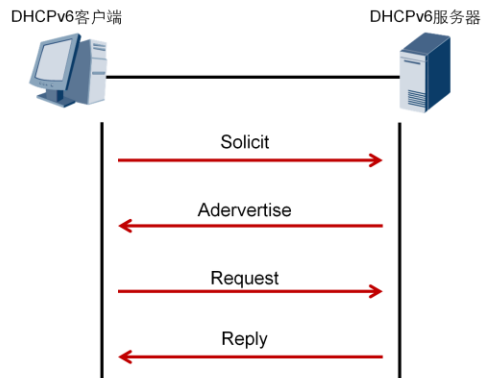 DHCPv6客户端
DHCPv6服务器
Solicit
Adervertise
Request
Reply